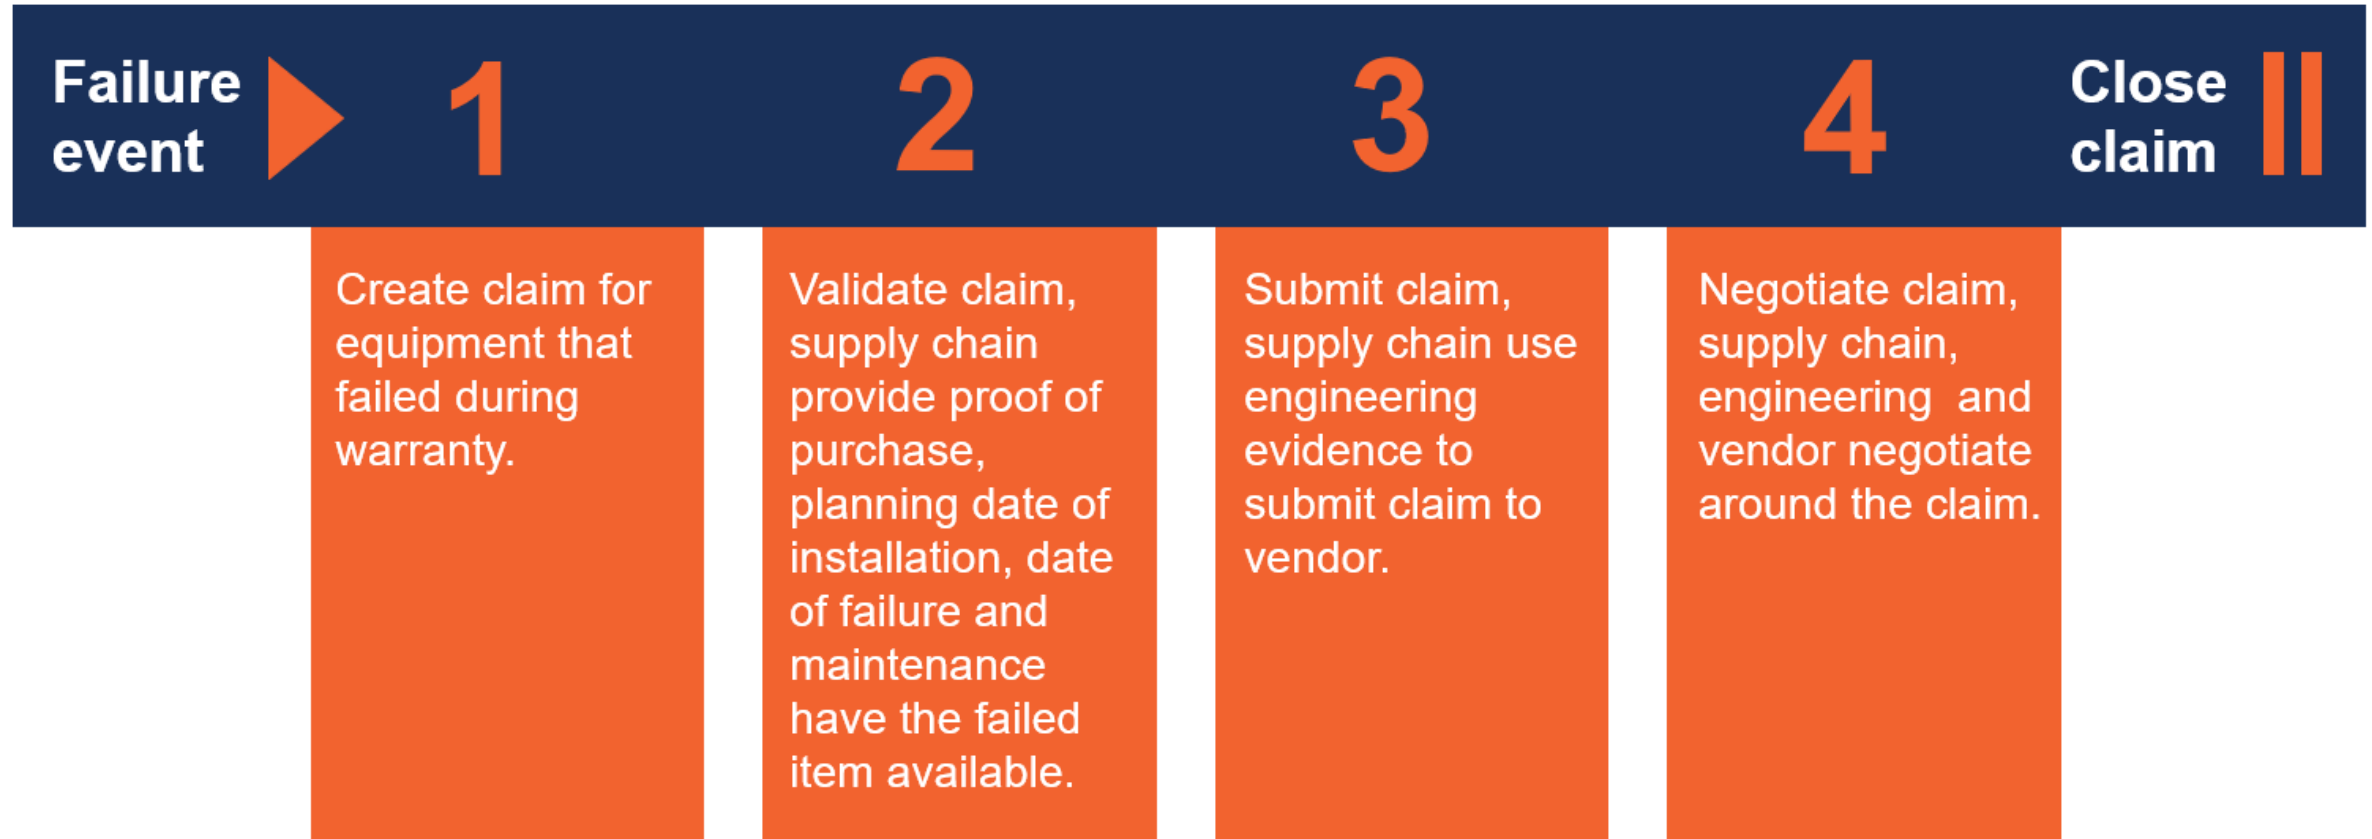 Failure
event
1
2
3
4
Close
claim
Create claim for
equipment that
failed during
warranty.
Validate claim,
supply chain
provide proof of
purchase,
planning date of
installation, date
of failure and
maintenance
have the failed
item available.
Submit claim,
supply chain use
engineering
evidence to
submit claim to
vendor.
Negotiate claim,
supply chain,
engineering  and
vendor negotiate
around the claim.